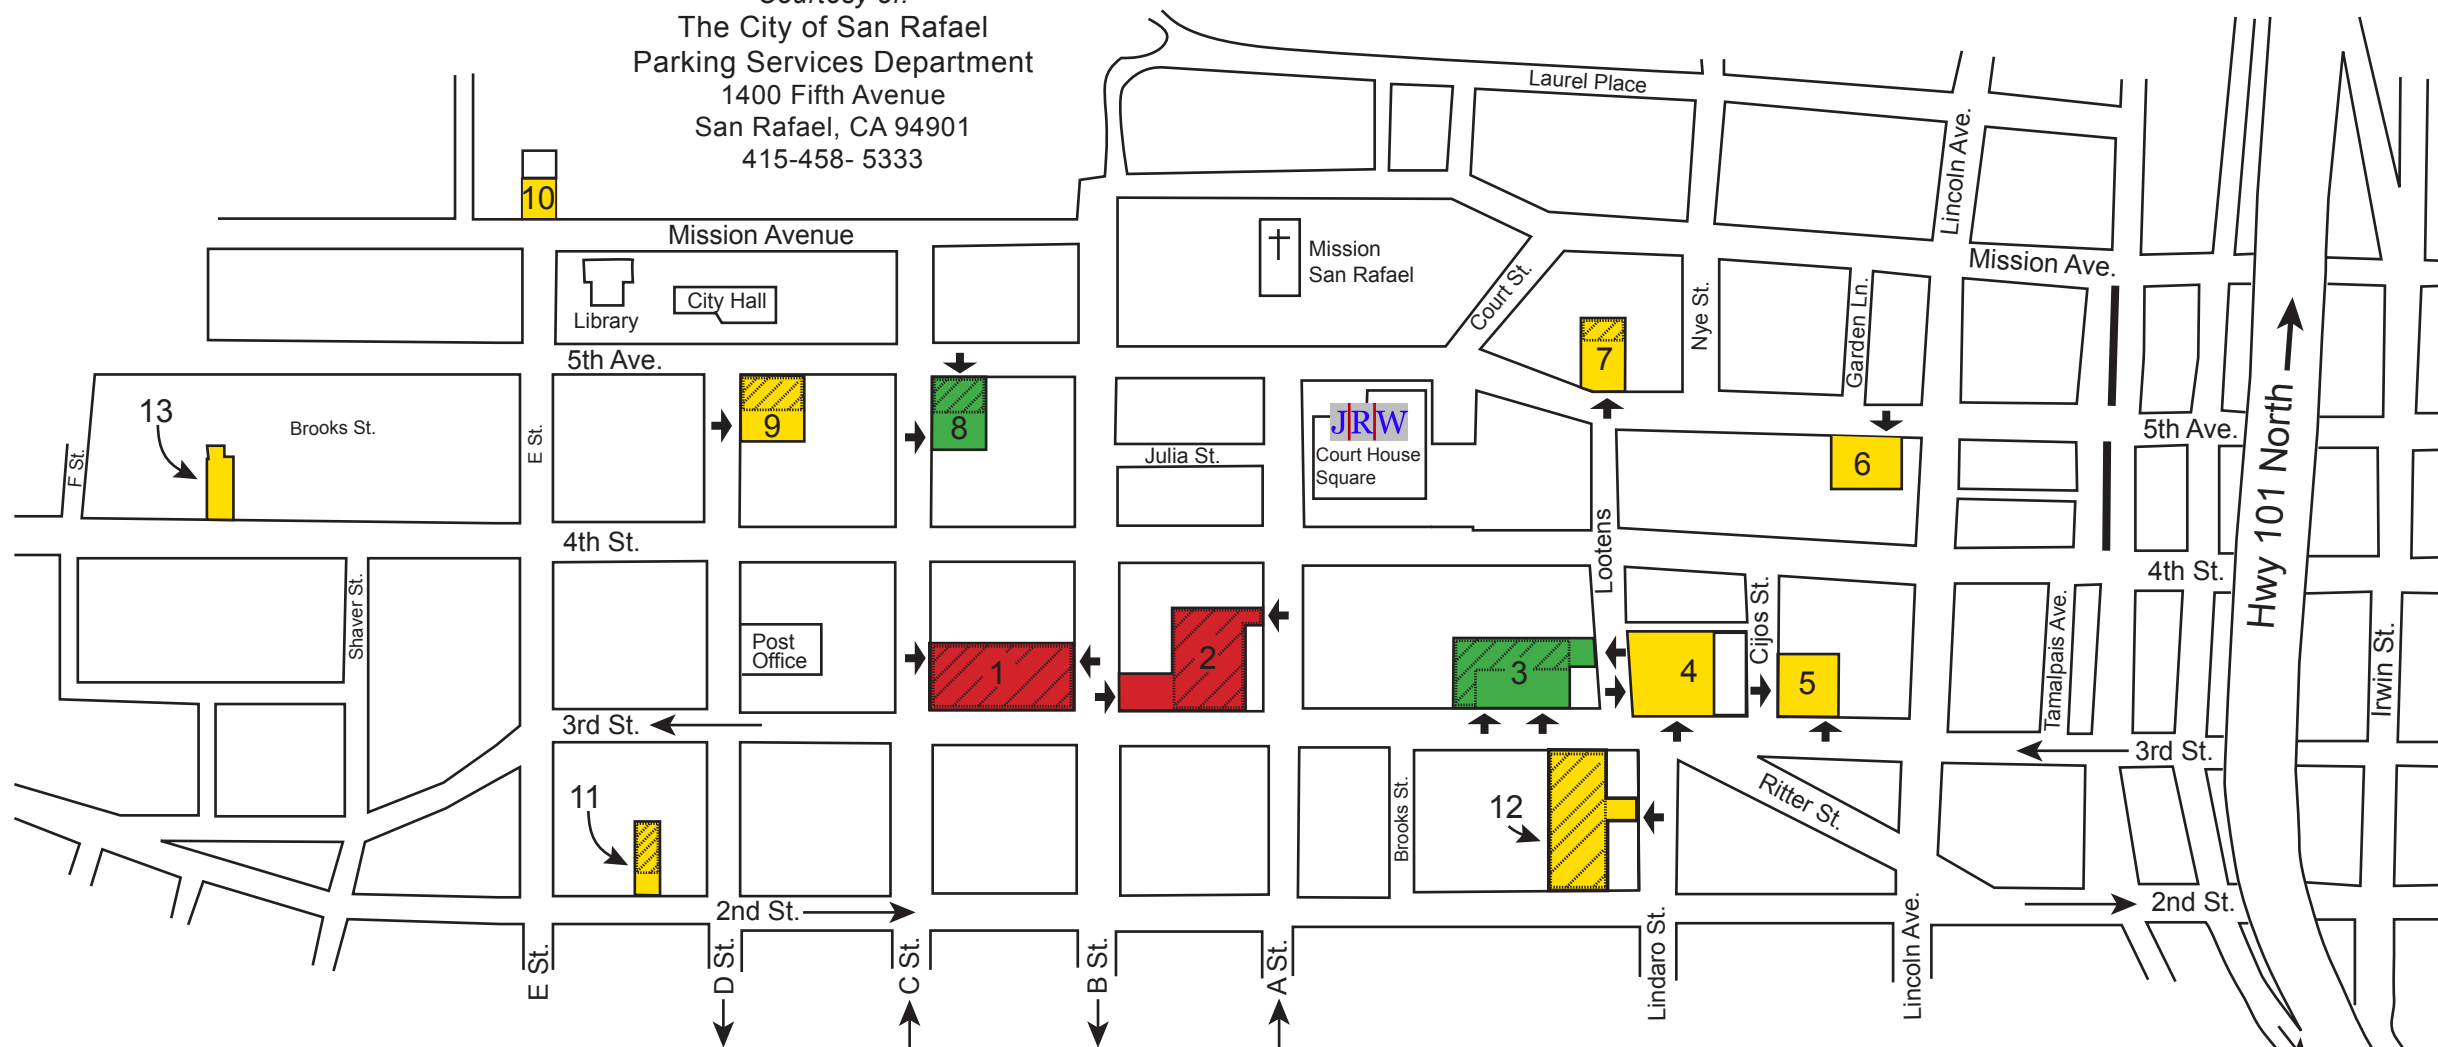 Courtesy of:
The City of San Rafael
Parking Services Department
1400 Fifth Avenue
San Rafael, CA 94901
415-458- 5333
Laurel Place
Lincoln Ave.
10
Mission Avenue
Mission
San Rafael
Court St.
Mission Ave.
Library
City Hall
Nye St.
Garden Ln.
Hwy 101 North
5th Ave.
7
13
Brooks St.
F St.
E St.
9
8
JRW
Court House
Square
Julia St.
6
5th Ave.
4th St.
Lootens
4th St.
Shaver St.
Post
Office
1
2
3
4
Cijos St.
5
Tamalpais Ave.
Irwin St.
3rd St.
3rd St.
11
Brooks St.
12
Ritter St.
2nd St.
2nd St.
E St.
D St.
C St.
B St.
A St.
Lindaro St.
Lincoln Ave.